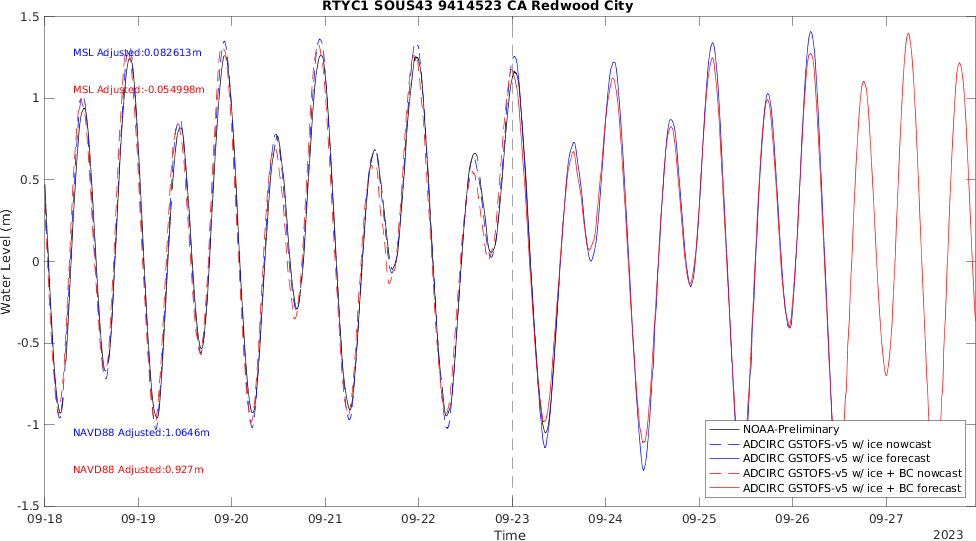 RTYC1 SOUS43 9414523 CA Redwood City
1.5
MSL Adjusted:0.082613m
MSL Adjusted:-0.054998m
1
0.5
Water Level (m)
0
-0.5
-1
NAVD88 Adjusted:1.0646m
NAVD88 Adjusted:0.927m
-1.5
NOAA-Preliminary
ADCIRC GSTOFS-v5 w/ ice nowcast
ADCIRC GSTOFS-v5 w/ ice forecast
ADCIRC GSTOFS-v5 w/ ice + BC nowcast
ADCIRC GSTOFS-v5 w/ ice + BC forecast
09-18 09-19 09-20 09-21 09-22 09-23 09-24 09-25 09-26 09-27
Time
2023